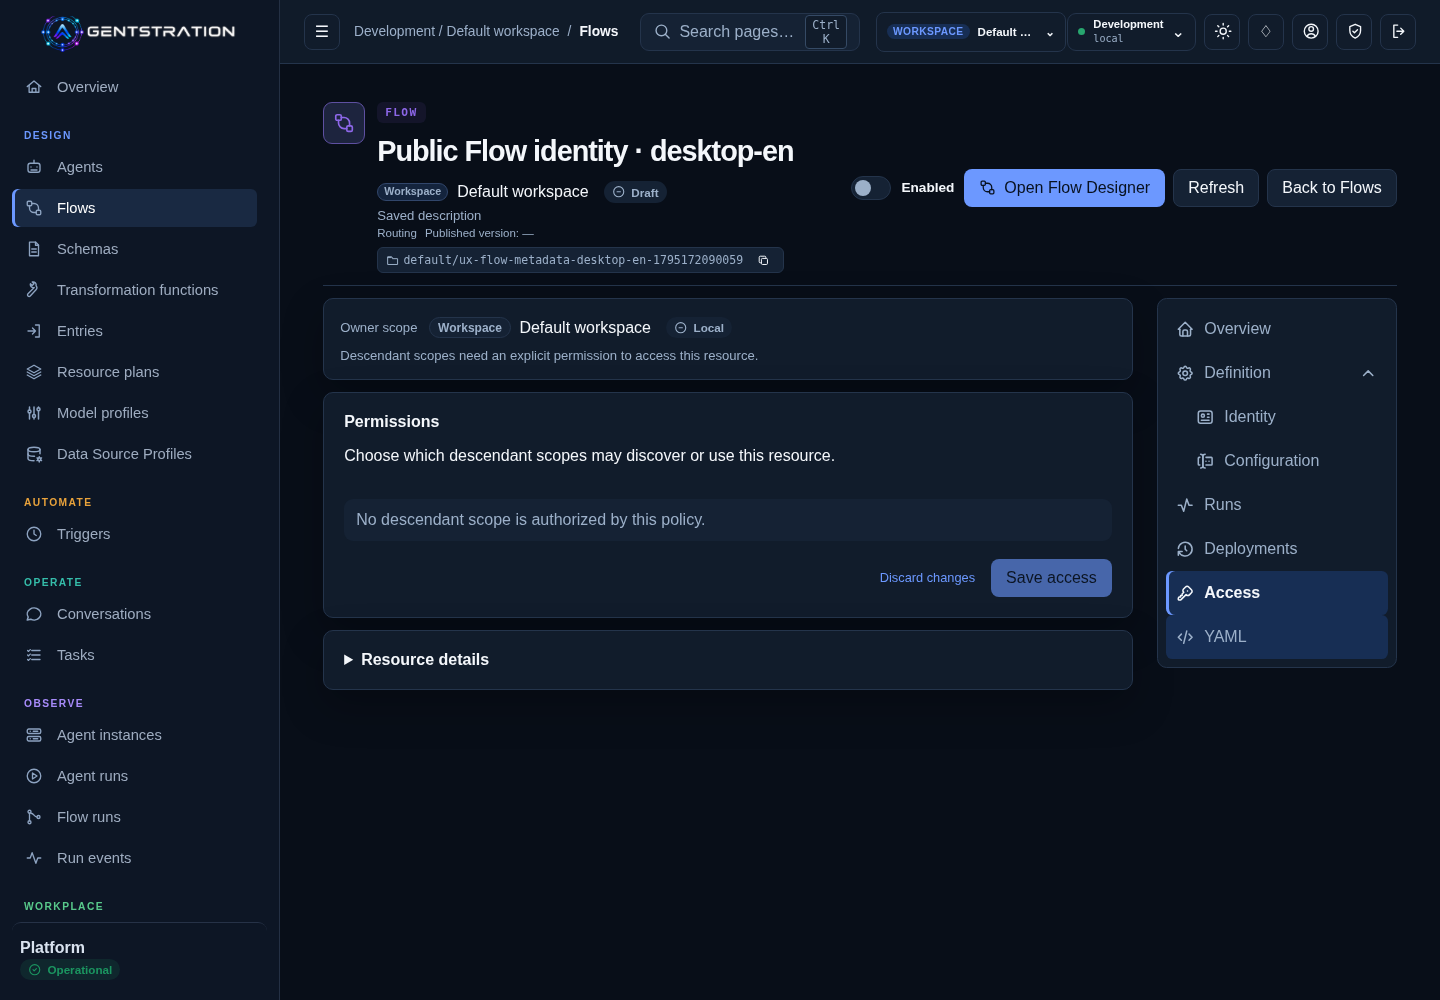 GENTSTRATION
Overview
DESIGN
Agents
Flows
Schemas
Transformation functions
Entries
Resource plans
Model profiles
Data Source Profiles
AUTOMATE
Triggers
OPERATE
Conversations
Tasks
OBSERVE
Agent instances
Agent runs
Flow runs
Run events
WORKPLACE
Platform
Operational
Development / Default workspace / Flows
Search pages…
Ctrl
K
WORKSPACE Default …
Development
local
FLOW
Public Flow identity · desktop-en
Workspace Default workspace Draft
Saved description
Routing Published version: —
default/ux-flow-metadata-desktop-en-1795172090059
Enabled
Open Flow Designer
Refresh
Back to Flows
Owner scope Workspace Default workspace Local
Descendant scopes need an explicit permission to access this resource.
Permissions
Choose which descendant scopes may discover or use this resource.
No descendant scope is authorized by this policy.
Discard changes
Save access
Resource details
Overview
Definition
Identity
Configuration
Runs
Deployments
Access
YAML